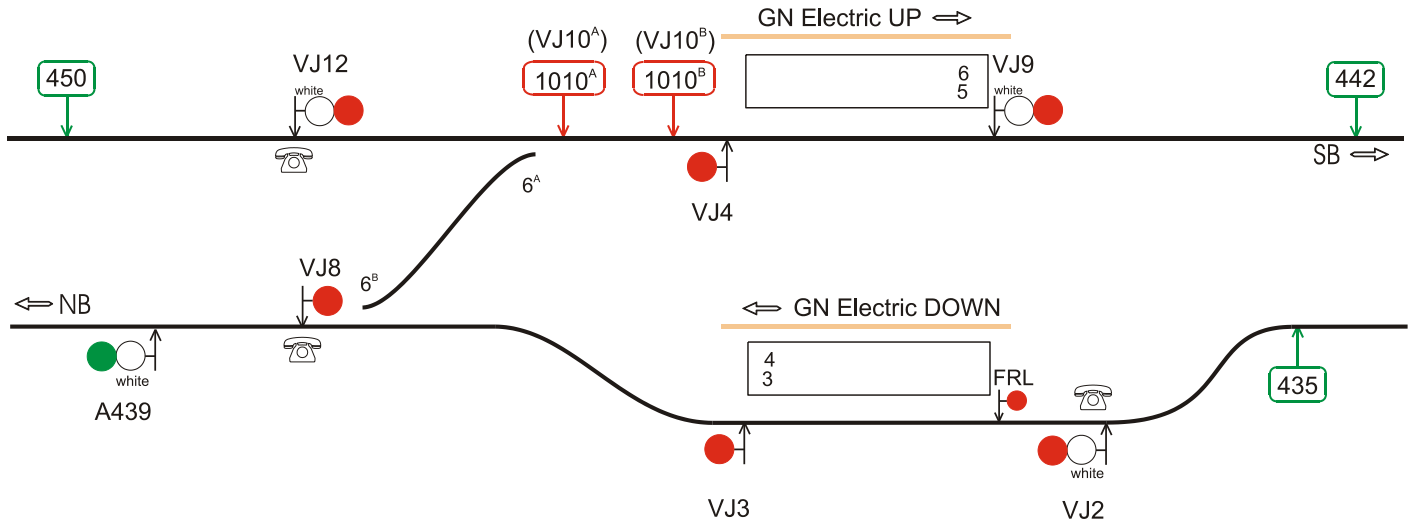 GN Electric UP ⇨
(VJ10ᴬ) (VJ10ᴮ)
450 VJ12 1010ᴬ 1010ᴮ 6 VJ9 442
white 5 white
SB ⇨
6ᴬ
VJ4
VJ8 6ᴮ
⇦ NB ⇦ GN Electric DOWN
4
3 FRL 435
white
A439
white
VJ3 VJ2